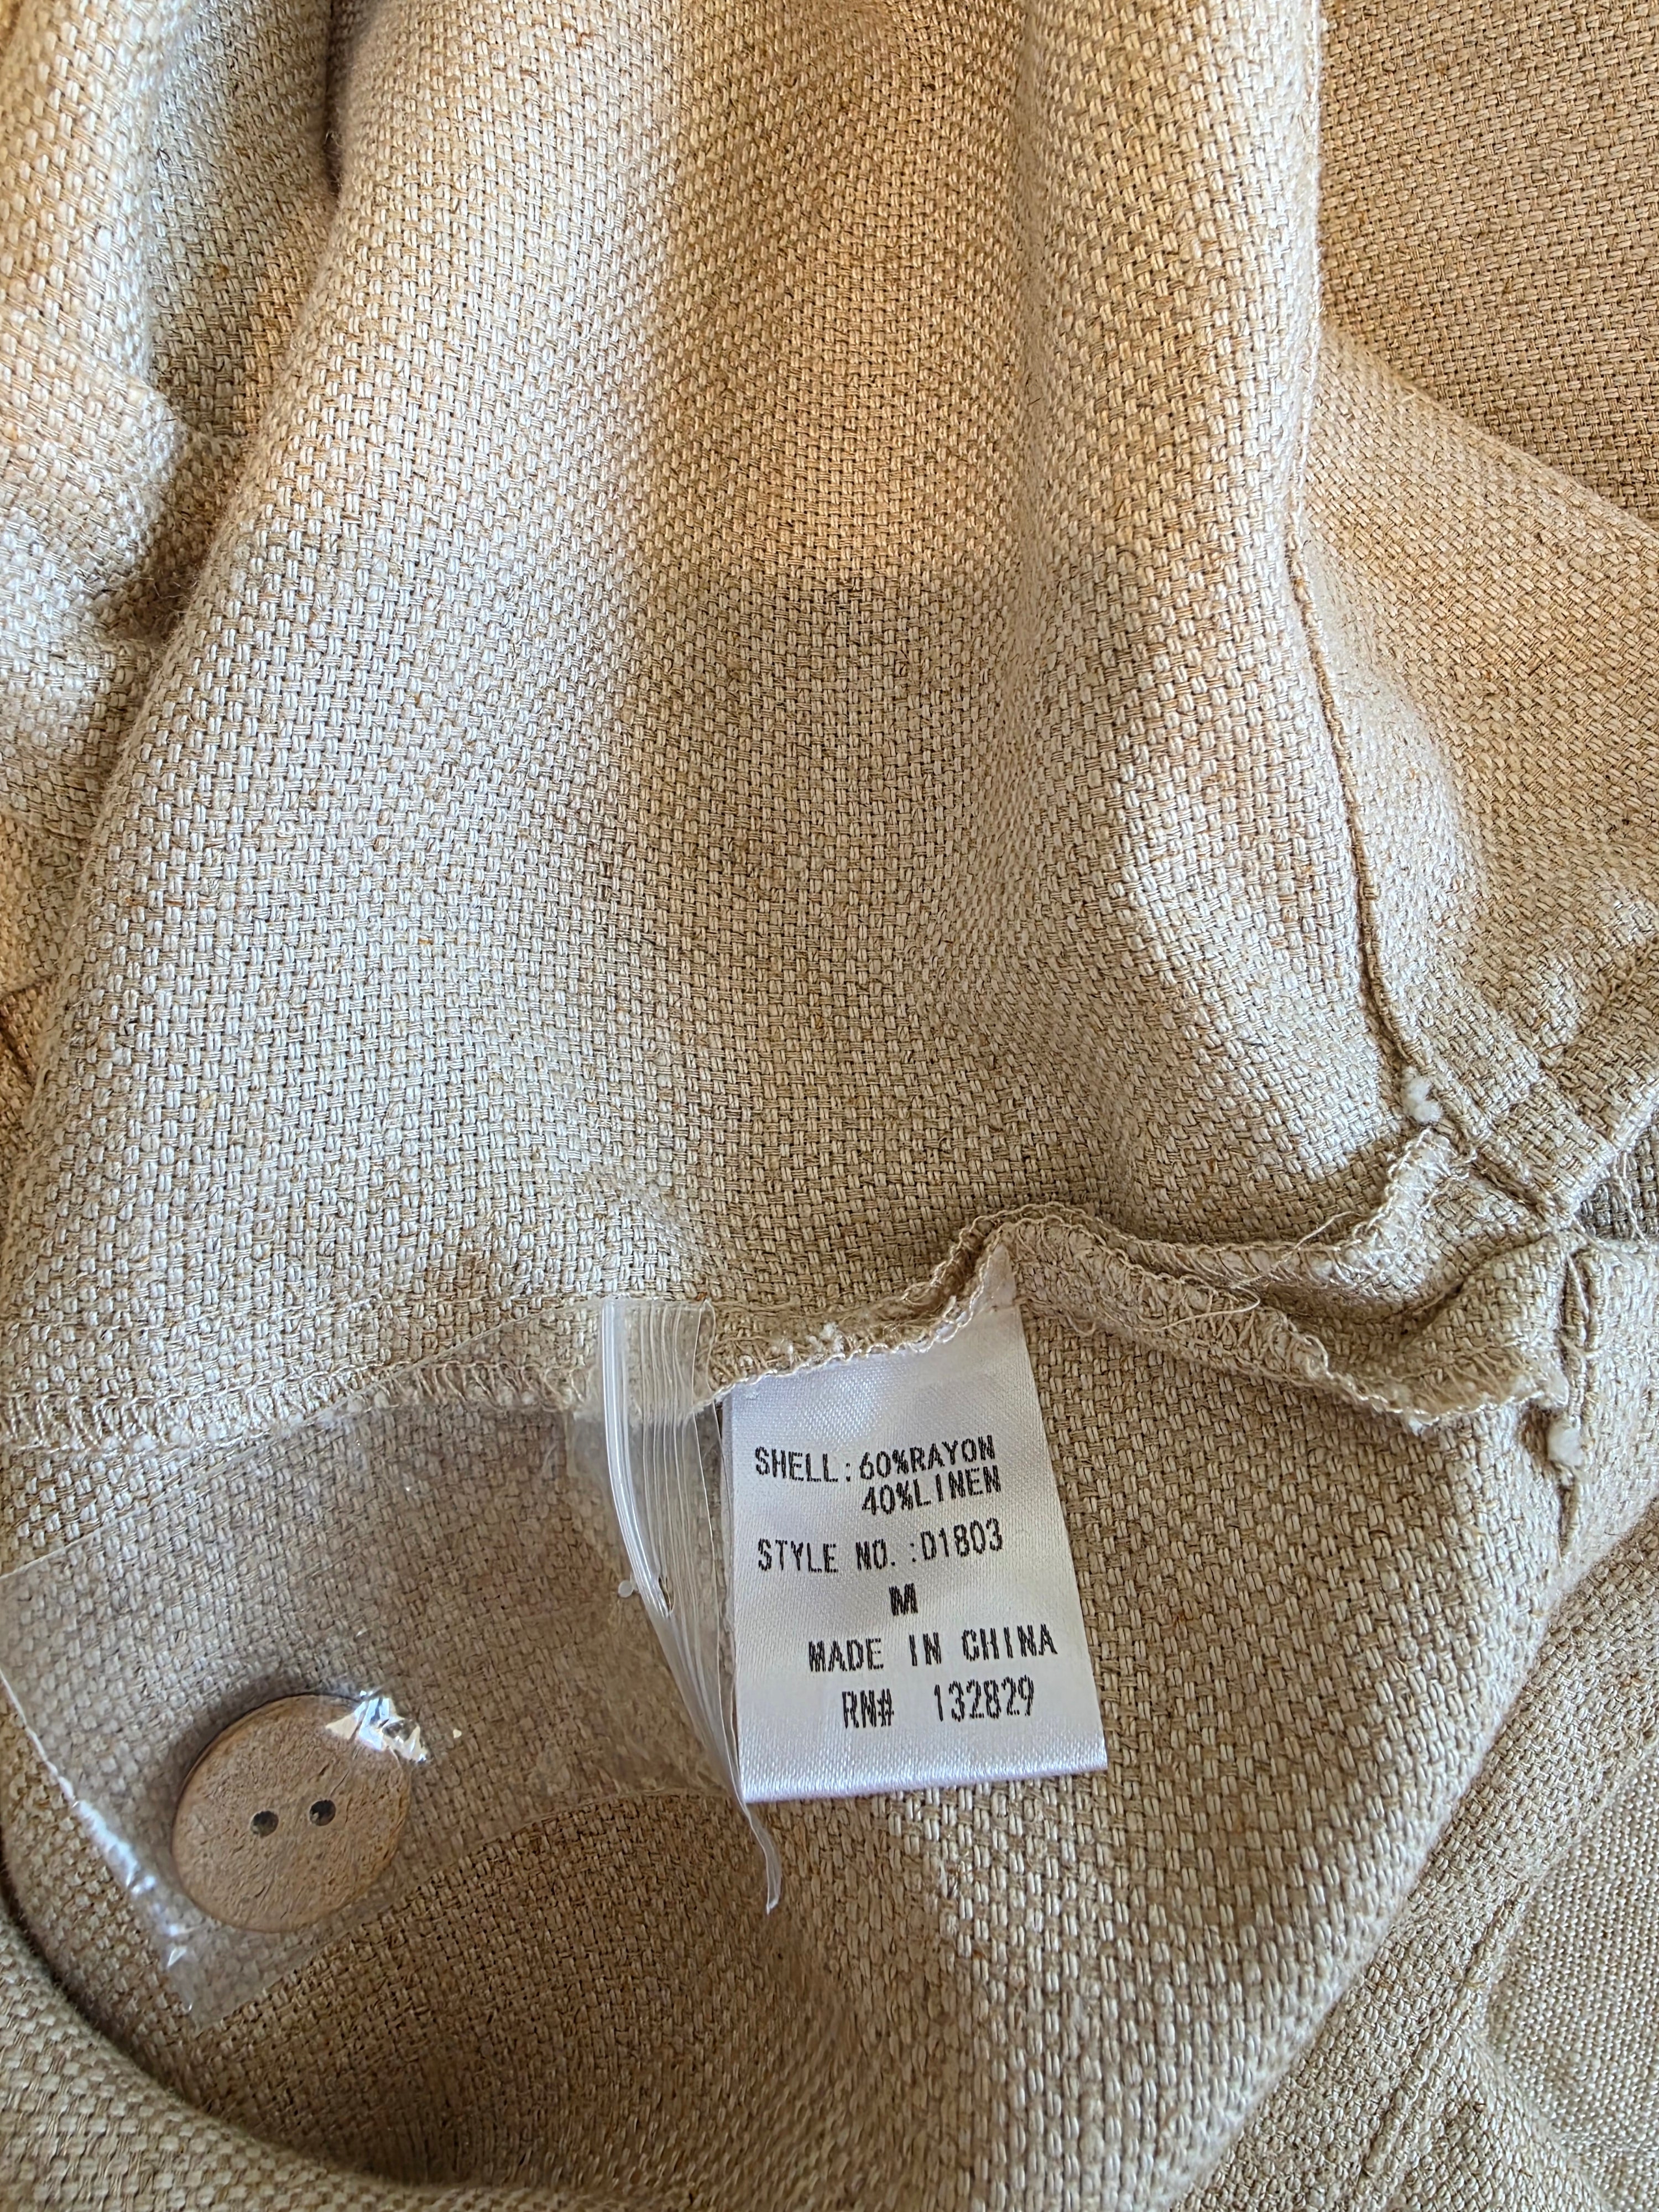 SHELL:60%RAYON
40%LINEN
STYLE NO.:D1803
M
MADE IN CHINA
RN# 132829